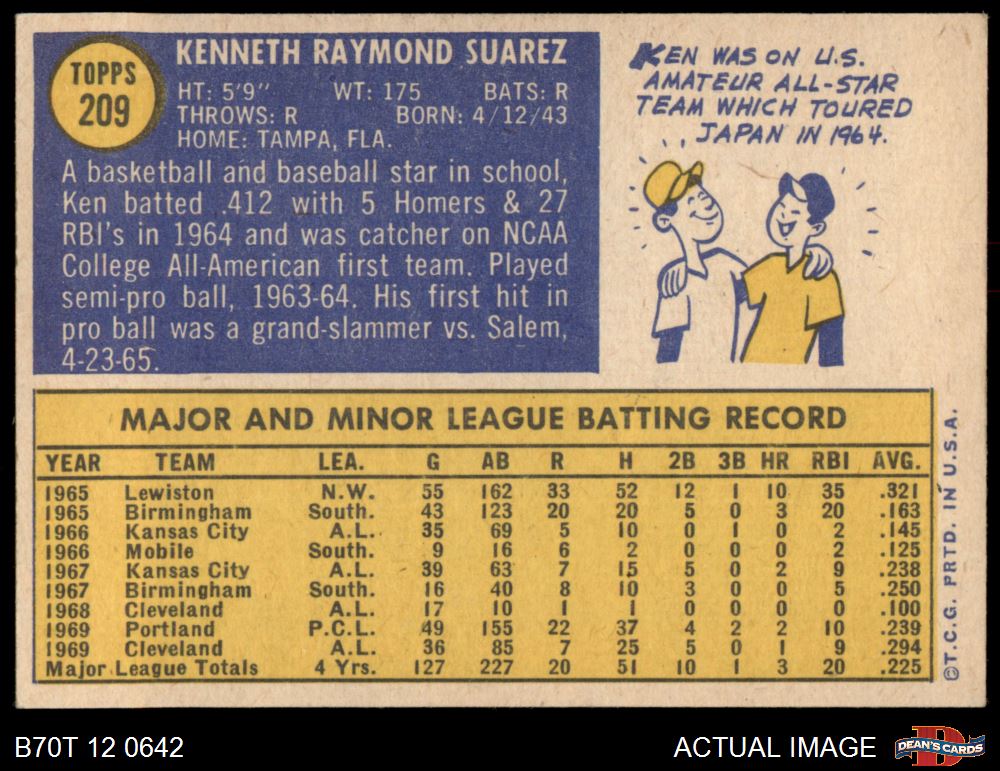 TOPPS
209
KENNETH RAYMOND SUAREZ
HT: 5'9" WT: 175 BATS: R
THROWS: R BORN: 4/12/43
HOME: TAMPA, FLA.
A basketball and baseball star in school,
Ken batted .412 with 5 Homers & 27
RBI's in 1964 and was catcher on NCAA
College All-American first team. Played
semi-pro ball, 1963-64. His first hit in
pro ball was a grand-slammer vs. Salem,
4-23-65.
KEN WAS ON U.S.
AMATEUR ALL-STAR
TEAM WHICH TOURED
JAPAN IN 1964.
MAJOR AND MINOR LEAGUE BATTING RECORD
YEAR TEAM LEA. G AB R H 2B 3B HR RBI AVG.
1965 Lewiston N.W. 55 162 33 52 12 1 10 35 .321
1965 Birmingham South. 43 123 20 20 5 0 3 20 .163
1966 Kansas City A.L. 35 69 5 10 0 1 0 2 .145
1966 Mobile South. 9 16 6 2 0 0 0 2 .125
1967 Kansas City A.L. 39 63 7 15 5 0 2 9 .238
1967 Birmingham South. 16 40 8 10 3 0 0 5 .250
1968 Cleveland A.L. 17 10 1 1 0 0 0 0 .100
1969 Portland P.C.L. 49 155 22 37 4 2 2 10 .239
1969 Cleveland A.L. 36 85 7 25 5 0 1 9 .294
Major League Totals 4 Yrs. 127 227 20 51 10 1 3 20 .225
©T.C.G. PRTD. IN U.S.A.
B70T 12 0642
ACTUAL IMAGE
D
DEAN'S CARDS